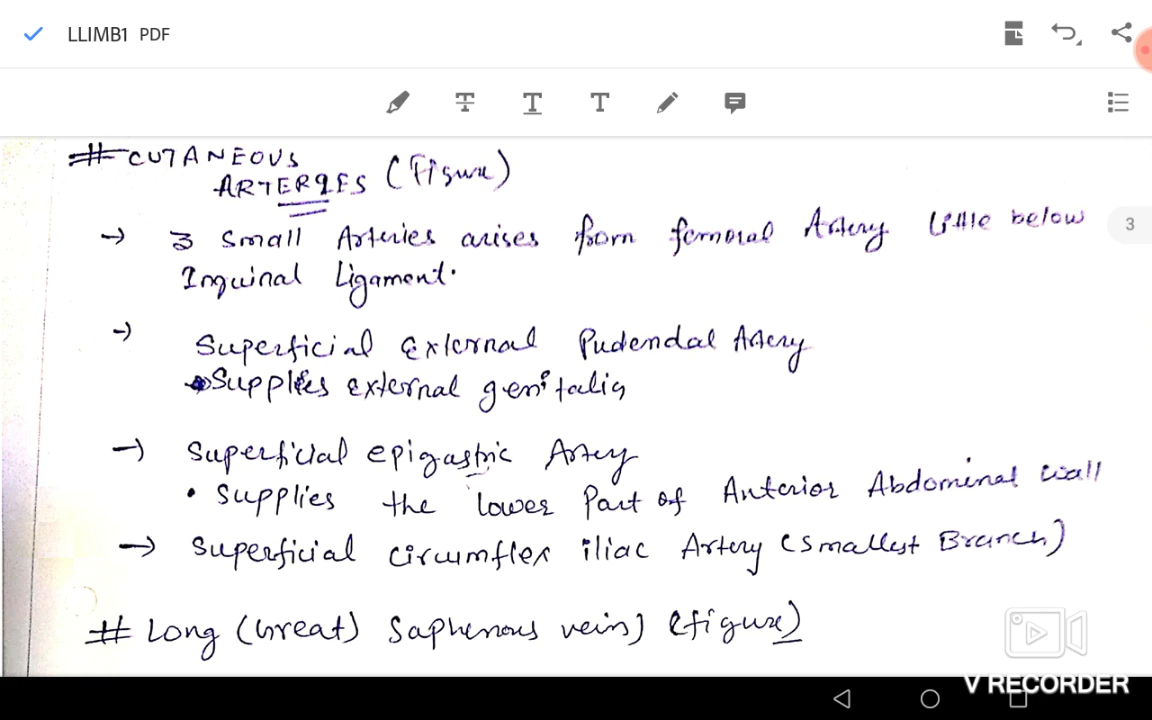 LLIMB1 PDF
# CUTANEOUS
ARTERIES (Figure)
3
→ 3 Small Arteries arises from femoral Artery little below
Inguinal Ligament.
→ Superficial External Pudendal Artery
Supplies external genitalia
→ Superficial epigastric Artery
• Supplies the lower Part of Anterior Abdominal wall
→ Superficial circumflex iliac Artery (Smallest Branch)
# Long (Great) Saphenous vein) (figure)
V RECORDER